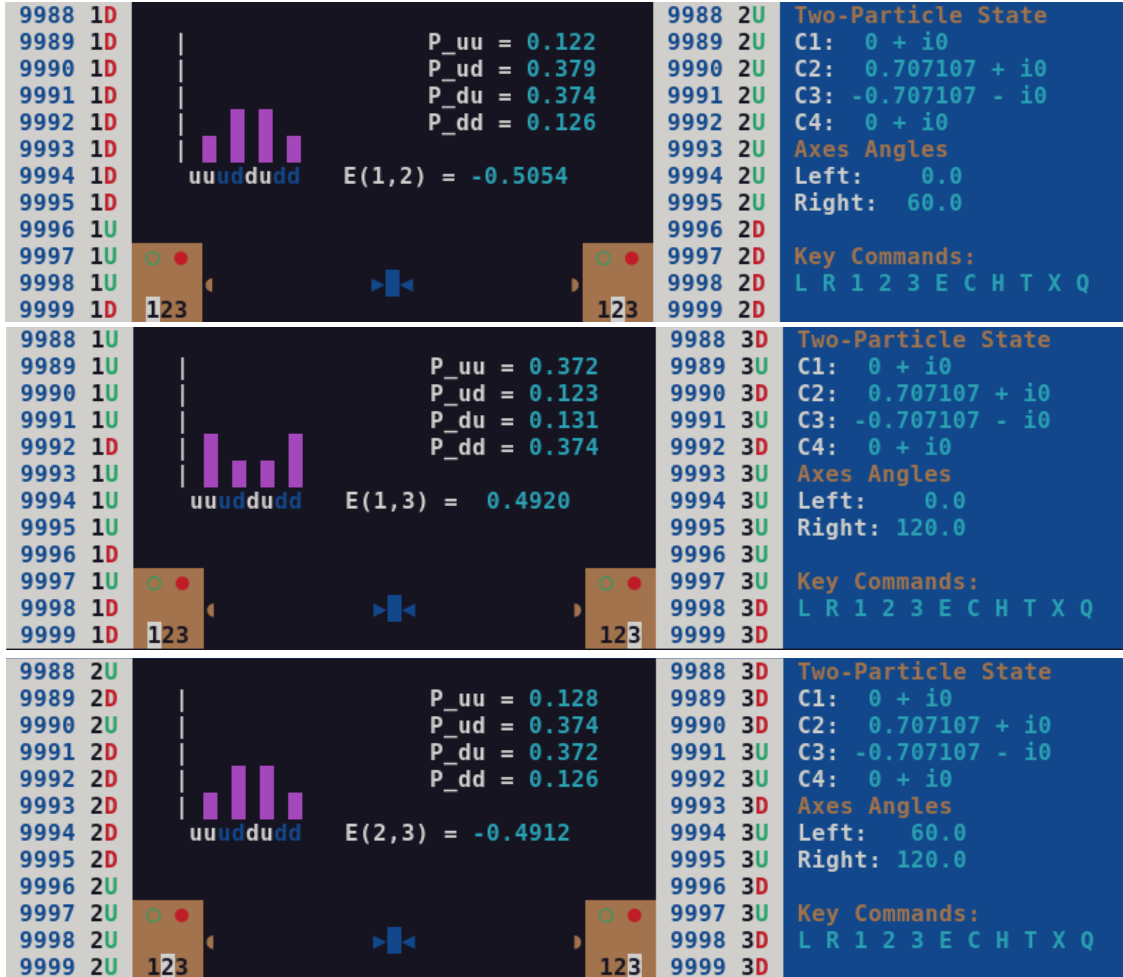 9988 1D 9988 2U Two-Particle State
9989 1D | P_uu = 0.122 9989 2U C1: 0 + i0
9990 1D | P_ud = 0.379 9990 2U C2: 0.707107 + i0
9991 1D | P_du = 0.374 9991 2U C3: -0.707107 - i0
9992 1D | P_dd = 0.126 9992 2U C4: 0 + i0
9993 1D | 9993 2U Axes Angles
9994 1D uuuddudd E(1,2) = -0.5054 9994 2U Left: 0.0
9995 1D 9995 2U Right: 60.0
9996 1U 9996 2D
9997 1U 9997 2D Key Commands:
9998 1U 9998 2D L R 1 2 3 E C H T X Q
9999 1D 123 123 9999 2D
9988 1U 9988 3D Two-Particle State
9989 1U | P_uu = 0.372 9989 3U C1: 0 + i0
9990 1U | P_ud = 0.123 9990 3D C2: 0.707107 + i0
9991 1U | P_du = 0.131 9991 3U C3: -0.707107 - i0
9992 1D | P_dd = 0.374 9992 3D C4: 0 + i0
9993 1U | 9993 3U Axes Angles
9994 1U uuuddudd E(1,3) = 0.4920 9994 3U Left: 0.0
9995 1U 9995 3U Right: 120.0
9996 1D 9996 3U
9997 1U 9997 3U Key Commands:
9998 1D 9998 3D L R 1 2 3 E C H T X Q
9999 1D 123 123 9999 3D
9988 2U 9988 3D Two-Particle State
9989 2D | P_uu = 0.128 9989 3D C1: 0 + i0
9990 2U | P_ud = 0.374 9990 3D C2: 0.707107 + i0
9991 2D | P_du = 0.372 9991 3U C3: -0.707107 - i0
9992 2D | P_dd = 0.126 9992 3U C4: 0 + i0
9993 2D | 9993 3D Axes Angles
9994 2D uuuddudd E(2,3) = -0.4912 9994 3U Left: 60.0
9995 2D 9995 3U Right: 120.0
9996 2U 9996 3D
9997 2U 9997 3U Key Commands:
9998 2U 9998 3D L R 1 2 3 E C H T X Q
9999 2U 123 123 9999 3D